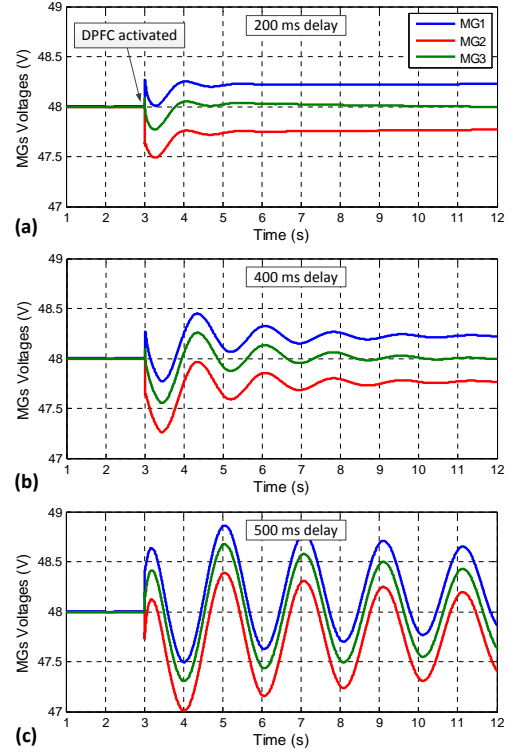 200 ms delay
DPFC activated
MG1
MG2
MG3
MGs Voltages (V)
49
48.5
48
47.5
47
1 2 3 4 5 6 7 8 9 10 11 12
Time (s)
(a)
400 ms delay
MGs Voltages (V)
49
48.5
48
47.5
47
1 2 3 4 5 6 7 8 9 10 11 12
Time (s)
(b)
500 ms delay
MGs Voltages (V)
49
48.5
48
47.5
47
1 2 3 4 5 6 7 8 9 10 11 12
Time (s)
(c)